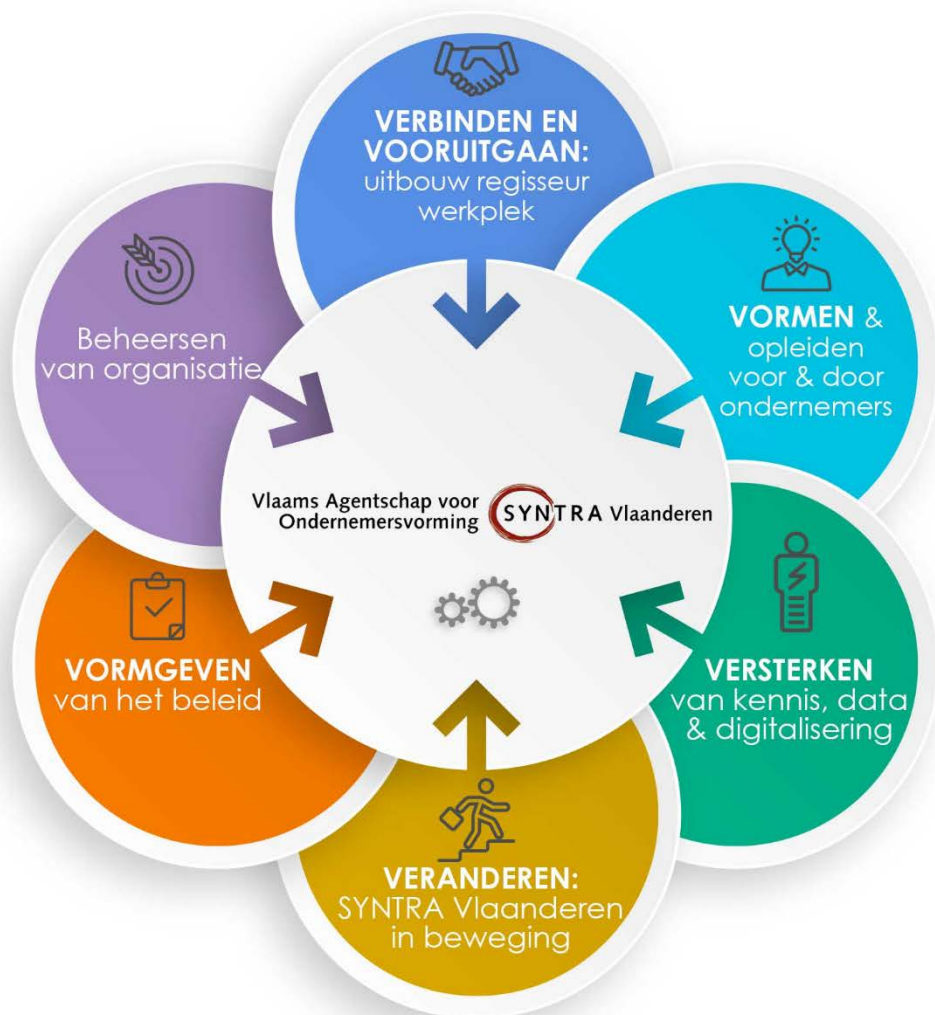 VERBINDEN EN
VOORUITGAAN:
uitbouw regisseur
werkplek
VORMEN &
opleiden
voor & door
ondernemers
VERSTERKEN
van kennis, data
& digitalisering
VERANDEREN:
SYNTRA Vlaanderen
in beweging
VORMGEVEN
van het beleid
Beheersen
van organisatie
Vlaams Agentschap voor
Ondernemersvorming
SYNTRA Vlaanderen